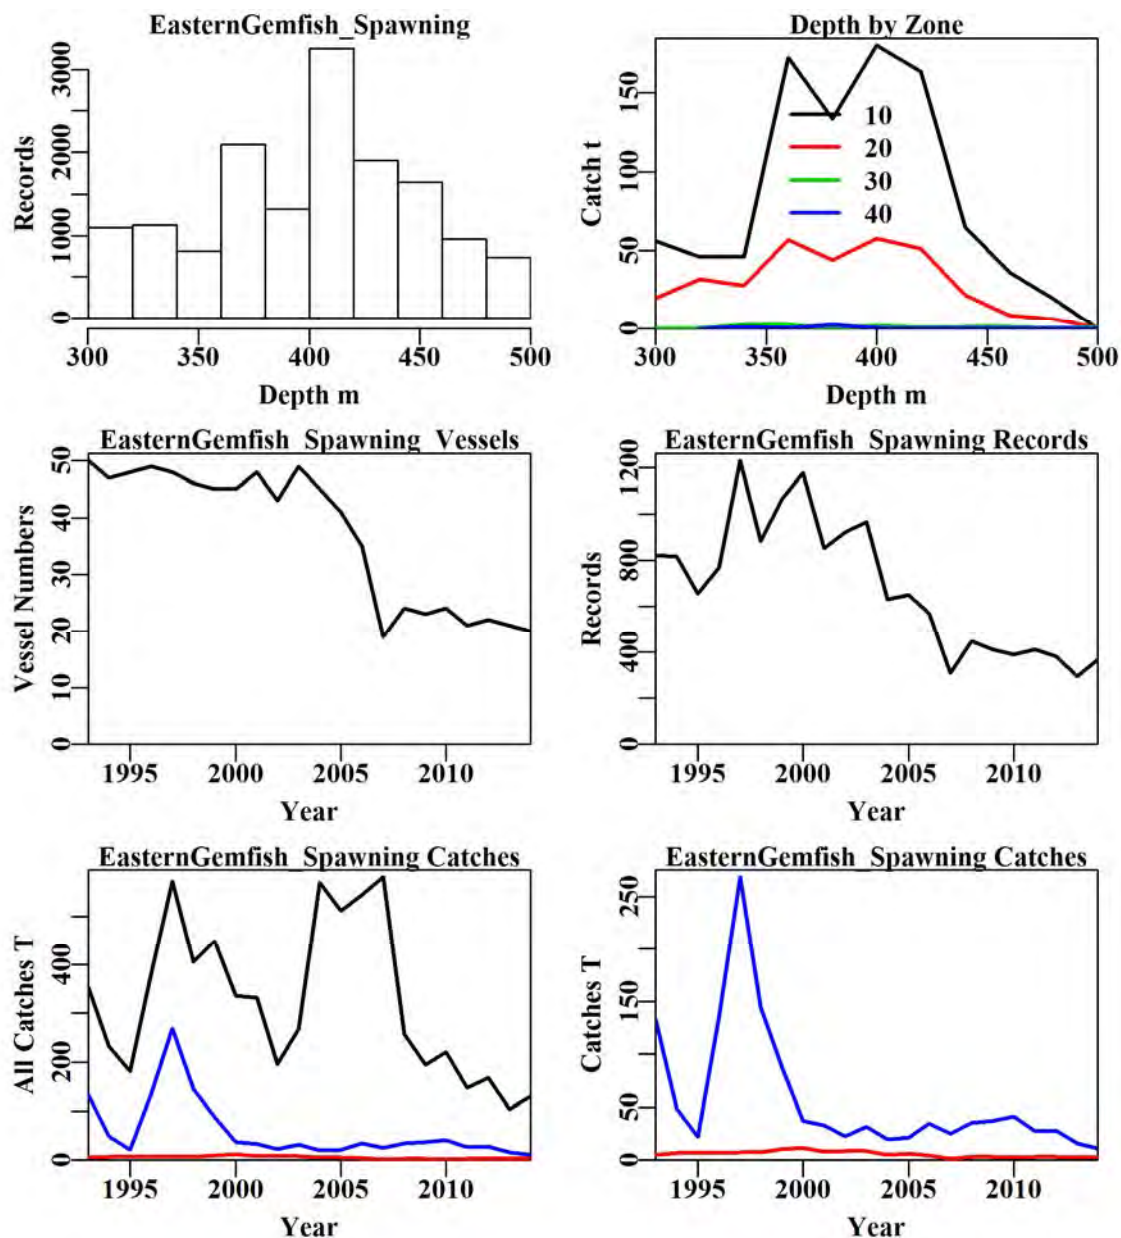 EasternGemfish_Spawning
Records
3000
2000
1000
0
300 350 400 450 500
Depth m
Depth by Zone
Catch t
150
100
50
0
10
20
30
40
300 350 400 450 500
Depth m
EasternGemfish_Spawning_Vessels
Vessel Numbers
50
40
30
20
10
0
1995 2000 2005 2010
Year
EasternGemfish_Spawning Records
Records
1200
800
400
0
1995 2000 2005 2010
Year
EasternGemfish_Spawning Catches
All Catches T
400
200
0
1995 2000 2005 2010
Year
EasternGemfish_Spawning Catches
Catches T
250
150
50
0
1995 2000 2005 2010
Year